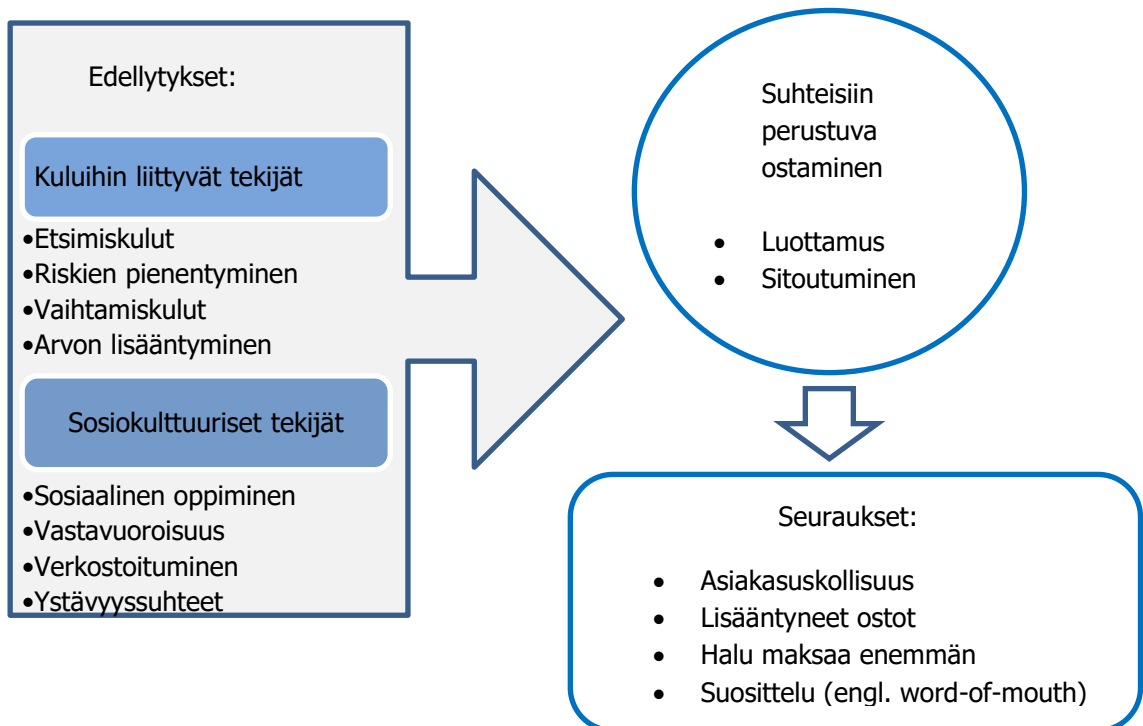 Edellytykset:
Kuluihin liittyvät tekijät
•Etsimiskulut
•Riskien pienentyminen
•Vaihtamiskulut
•Arvon lisääntyminen
Sosiokulttuuriset tekijät
•Sosiaalinen oppiminen
•Vastavuoroisuus
•Verkostoituminen
•Ystävyyssuhteet
Suhteisiin
perustuva
ostaminen
• Luottamus
• Sitoutuminen
Seuraukset:
• Asiakasuskollisuus
• Lisääntyneet ostot
• Halu maksaa enemmän
• Suosittelu (engl. word-of-mouth)